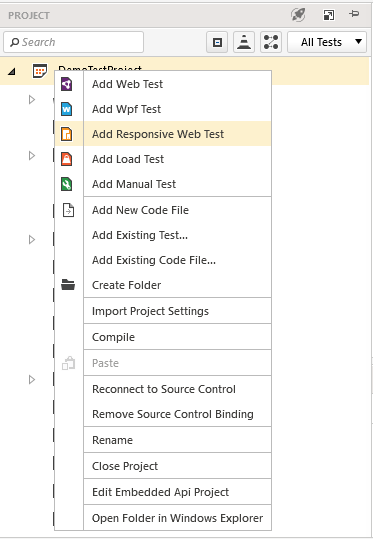 PROJECT
Search
All Tests
DemoTestProject
Add Web Test
Add Wpf Test
Add Responsive Web Test
Add Load Test
Add Manual Test
Add New Code File
Add Existing Test...
Add Existing Code File...
Create Folder
Import Project Settings
Compile
Paste
Reconnect to Source Control
Remove Source Control Binding
Rename
Close Project
Edit Embedded Api Project
Open Folder in Windows Explorer